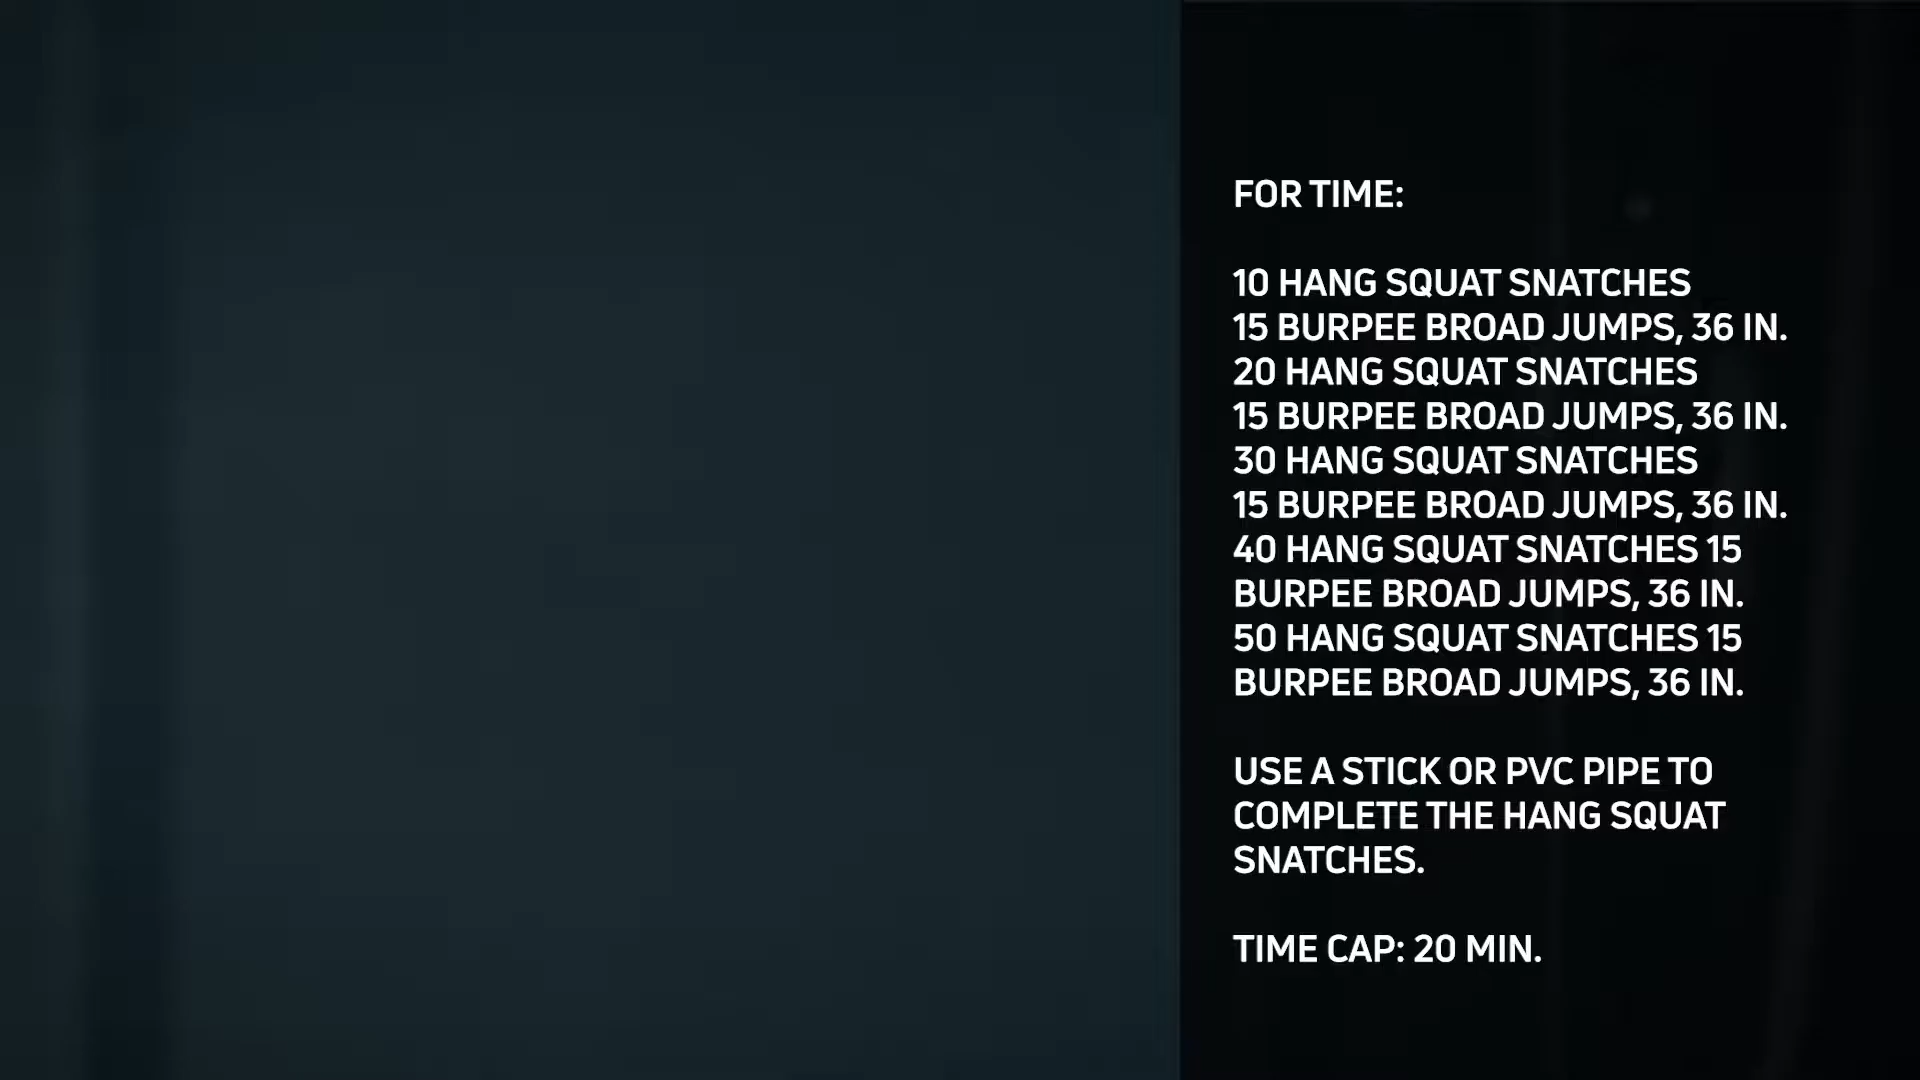 FOR TIME:
10 HANG SQUAT SNATCHES
15 BURPEE BROAD JUMPS, 36 IN.
20 HANG SQUAT SNATCHES
15 BURPEE BROAD JUMPS, 36 IN.
30 HANG SQUAT SNATCHES
15 BURPEE BROAD JUMPS, 36 IN.
40 HANG SQUAT SNATCHES 15
BURPEE BROAD JUMPS, 36 IN.
50 HANG SQUAT SNATCHES 15
BURPEE BROAD JUMPS, 36 IN.
USE A STICK OR PVC PIPE TO
COMPLETE THE HANG SQUAT
SNATCHES.
TIME CAP: 20 MIN.